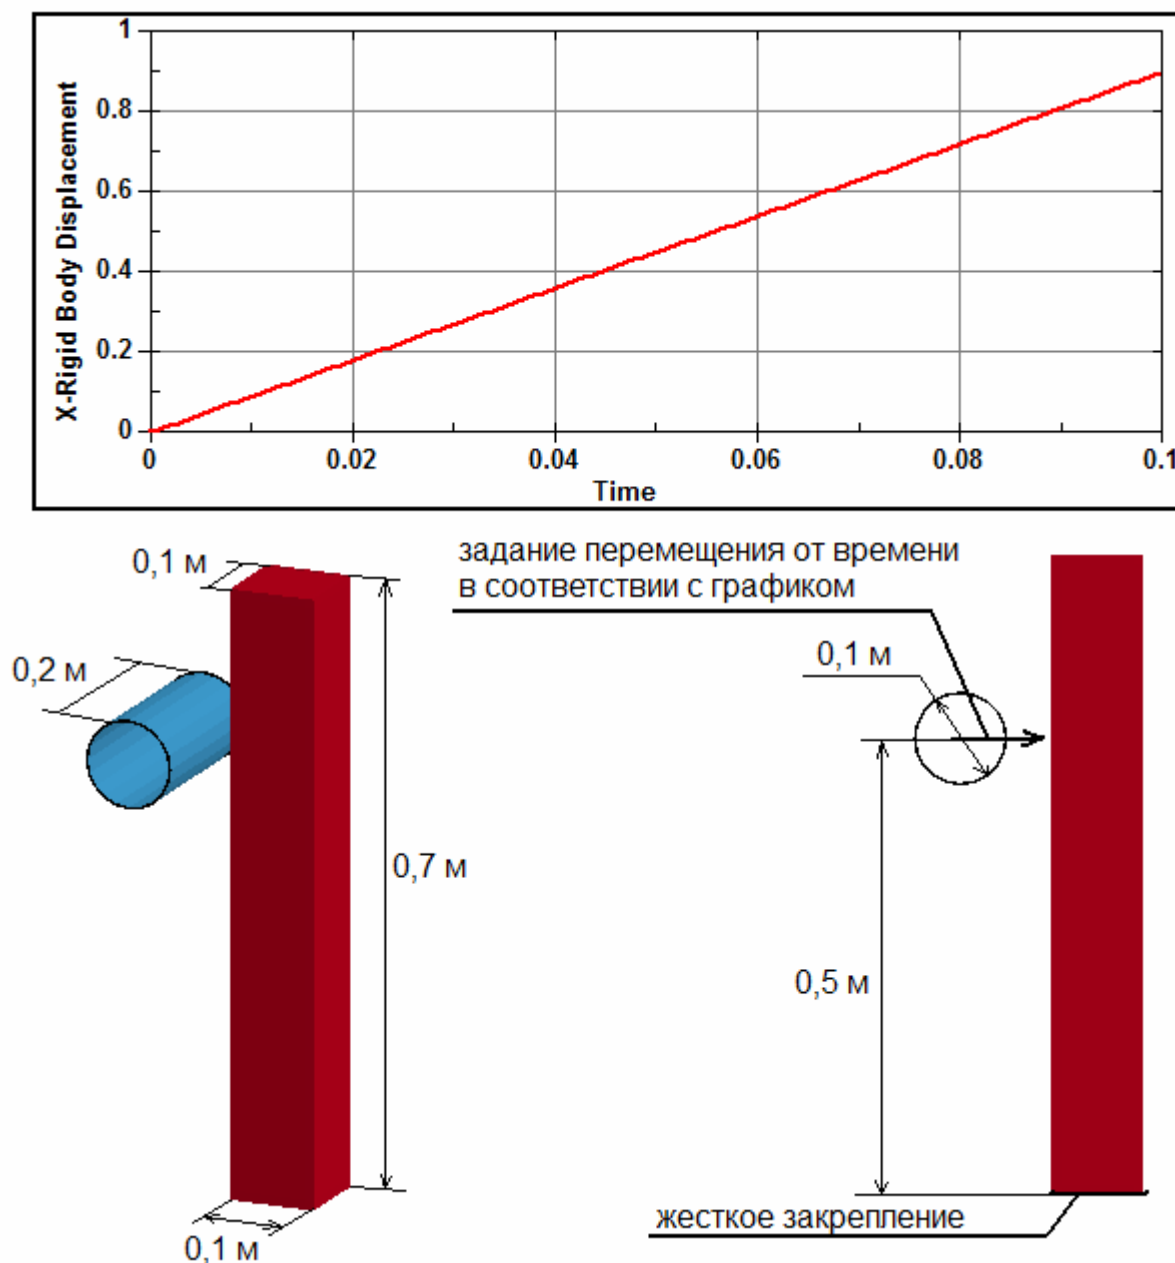 1
0.8
0.6
0.4
0.2
0
X-Rigid Body Displacement
0 0.02 0.04 0.06 0.08 0.1
Time
задание перемещения от времени
в соответствии с графиком
0,1 м
0,2 м
0,7 м
0,1 м
0,1 м
0,5 м
жесткое закрепление